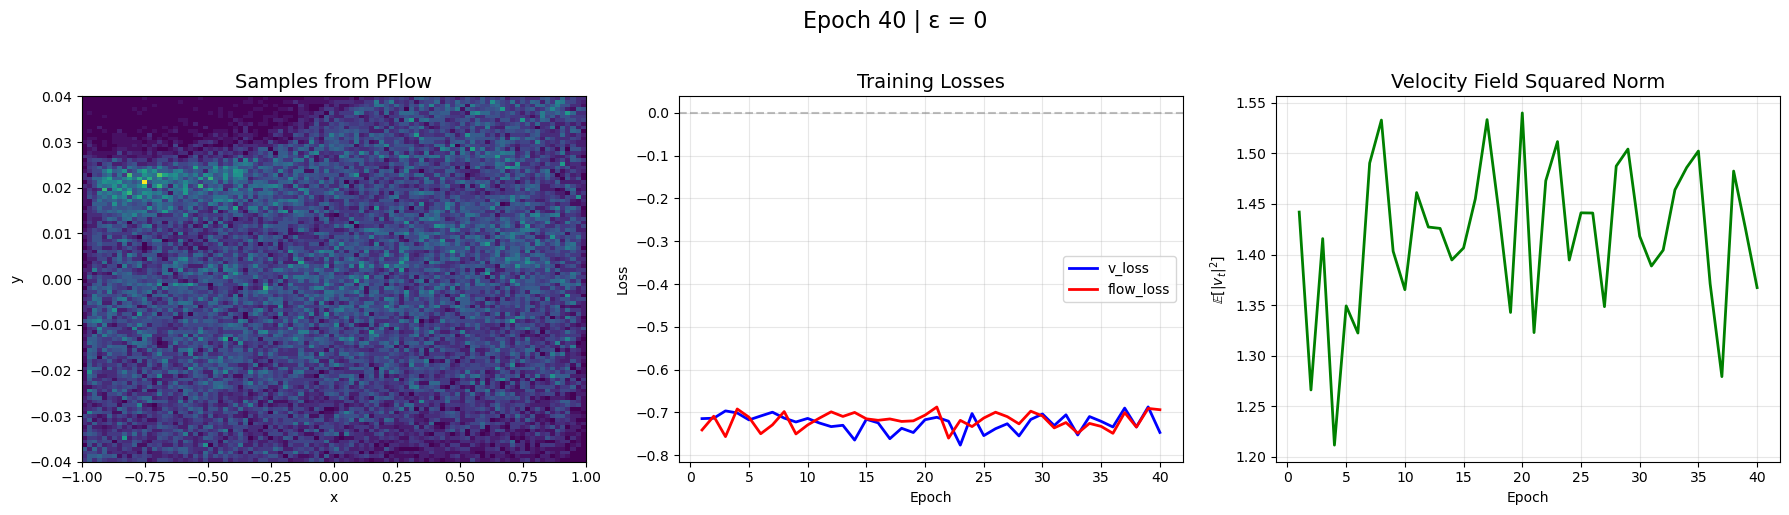 Epoch 40 | ε = 0
Samples from PFlow
0.04
0.03
0.02
0.01
0.00
−0.01
−0.02
−0.03
−0.04
y
−1.00 −0.75 −0.50 −0.25 0.00 0.25 0.50 0.75 1.00
x
Training Losses
0.0
−0.1
−0.2
−0.3
−0.4
−0.5
−0.6
−0.7
−0.8
Loss
v_loss
flow_loss
0 5 10 15 20 25 30 35 40
Epoch
Velocity Field Squared Norm
1.55
1.50
1.45
1.40
1.35
1.30
1.25
1.20
𝔼[|v_t|²]
0 5 10 15 20 25 30 35 40
Epoch